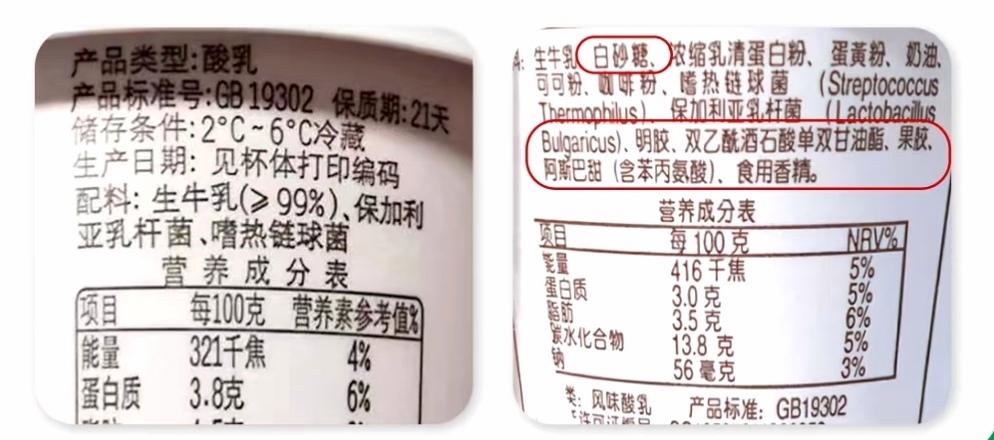 产品类型:酸乳
产品标准号:GB 19302 保质期:21天
储存条件:2°C~6°C冷藏
生产日期: 见杯体打印编码
配料: 生牛乳(≥99%)、保加利
亚乳杆菌、嗜热链球菌
营养成分表
项目 每100克 营养素参考值%
能量 321千焦 4%
蛋白质 3.8克 6%
生牛乳、白砂糖、浓缩乳清蛋白粉、蛋黄粉、奶油、
可可粉、咖啡粉、嗜热链球菌 (Streptococcus
Thermophilus)、保加利亚乳杆菌 (Lactobacillus
Bulgaricus)、明胶、双乙酰酒石酸单双甘油酯、果胶、
阿斯巴甜 (含苯丙氨酸)、食用香精。
营养成分表
项目 每 100 克 NRV%
能量 416 千焦 5%
蛋白质 3.0 克 5%
脂肪 3.5 克 6%
碳水化合物 13.8 克 5%
钠 56 毫克 3%
类: 风味酸乳 产品标准: GB19302